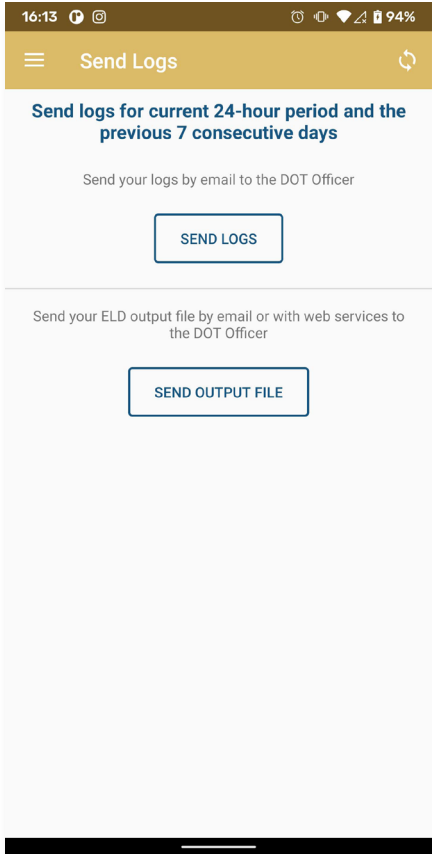 16:13 94%
Send Logs
Send logs for current 24-hour period and the
previous 7 consecutive days
Send your logs by email to the DOT Officer
SEND LOGS
Send your ELD output file by email or with web services to
the DOT Officer
SEND OUTPUT FILE